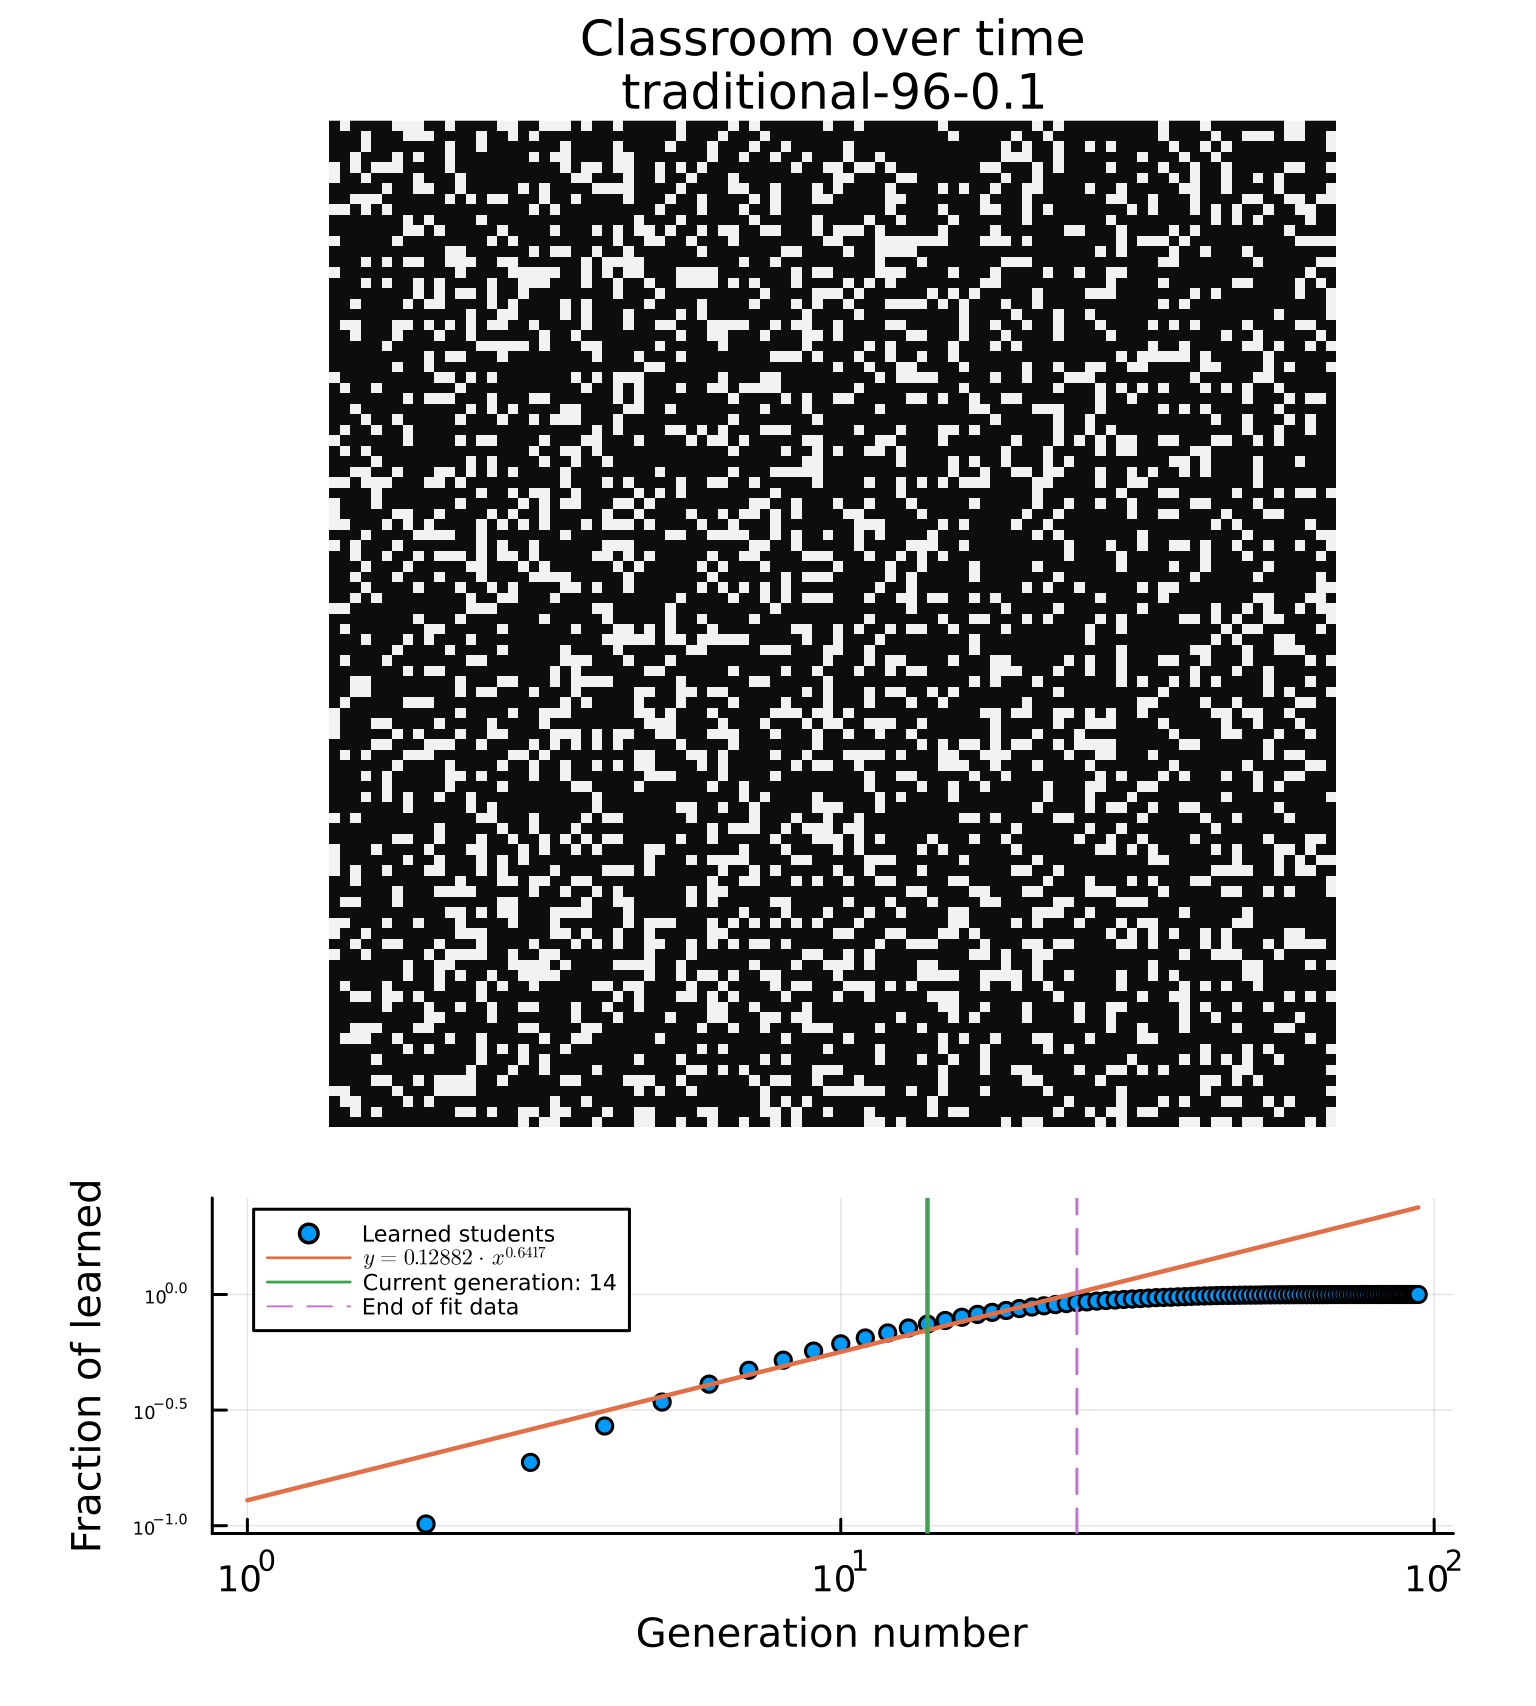 Classroom over time
traditional-96-0.1
Fraction of learned
Learned students
y = 0.12882 · x^0.6417
Current generation: 14
End of fit data
10^0.0
10^−0.5
10^−1.0
10^0
10^1
10^2
Generation number